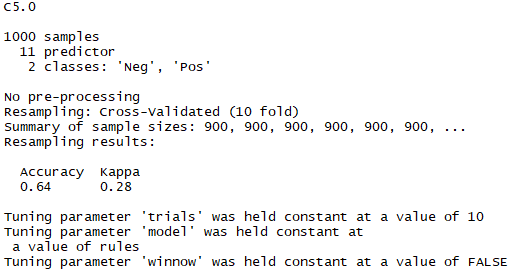 C5.0
1000 samples
11 predictor
2 classes: 'Neg', 'Pos'
No pre-processing
Resampling: Cross-Validated (10 fold)
Summary of sample sizes: 900, 900, 900, 900, 900, 900, ...
Resampling results:
Accuracy Kappa
0.64 0.28
Tuning parameter 'trials' was held constant at a value of 10
Tuning parameter 'model' was held constant at
a value of rules
Tuning parameter 'winnow' was held constant at a value of FALSE